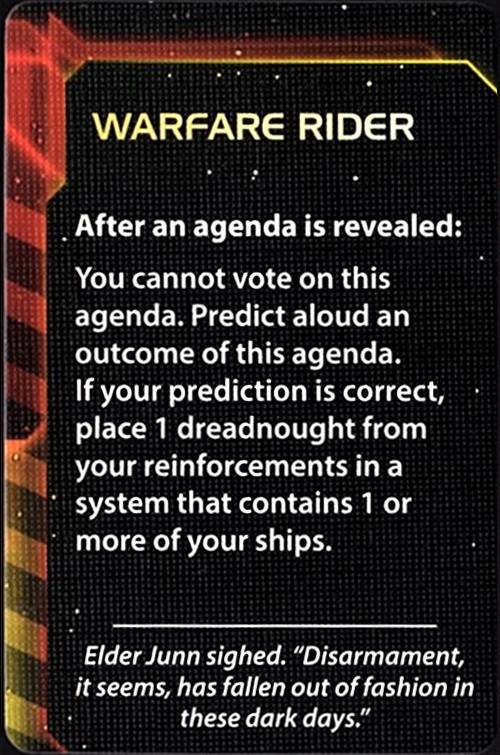 WARFARE RIDER
After an agenda is revealed:
You cannot vote on this
agenda. Predict aloud an
outcome of this agenda.
If your prediction is correct,
place 1 dreadnought from
your reinforcements in a
system that contains 1 or
more of your ships.
Elder Junn sighed. “Disarmament,
it seems, has fallen out of fashion in
these dark days.”